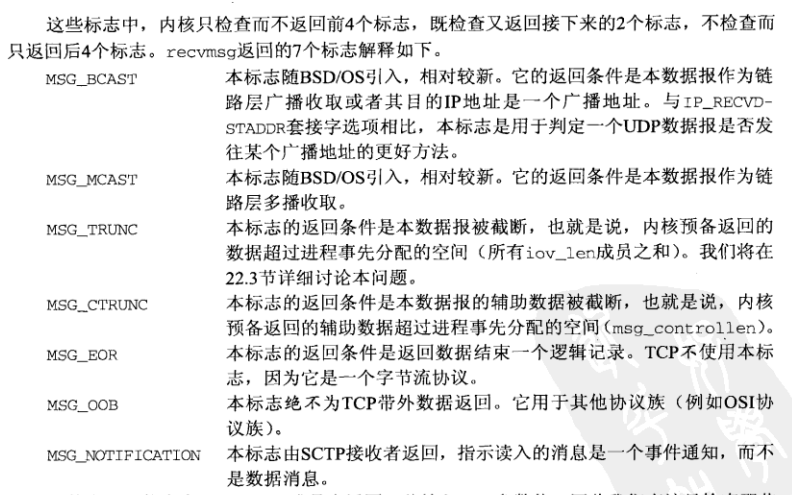 这些标志中，内核只检查而不返回前4个标志，既检查又返回接下来的2个标志，不检查而
只返回后4个标志。recvmsg返回的7个标志解释如下。
MSG_BCAST 本标志随BSD/OS引入，相对较新。它的返回条件是本数据报作为链
路层广播收取或者其目的IP地址是一个广播地址。与IP_RECVD-
STADDR套接字选项相比，本标志是用于判定一个UDP数据报是否发
往某个广播地址的更好方法。
MSG_MCAST 本标志随BSD/OS引入，相对较新。它的返回条件是本数据报作为链
路层多播收取。
MSG_TRUNC 本标志的返回条件是本数据报被截断，也就是说，内核预备返回的
数据超过进程事先分配的空间（所有iov_len成员之和）。我们将在
22.3节详细讨论本问题。
MSG_CTRUNC 本标志的返回条件是本数据报的辅助数据被截断，也就是说，内核
预备返回的辅助数据超过进程事先分配的空间(msg_controllen)。
MSG_EOR 本标志的返回条件是返回数据结束一个逻辑记录。TCP不使用本标
志，因为它是一个字节流协议。
MSG_OOB 本标志绝不为TCP带外数据返回。它用于其他协议族（例如OSI协
议族）。
MSG_NOTIFICATION 本标志由SCTP接收者返回，指示读入的消息是一个事件通知，而不
是数据消息。